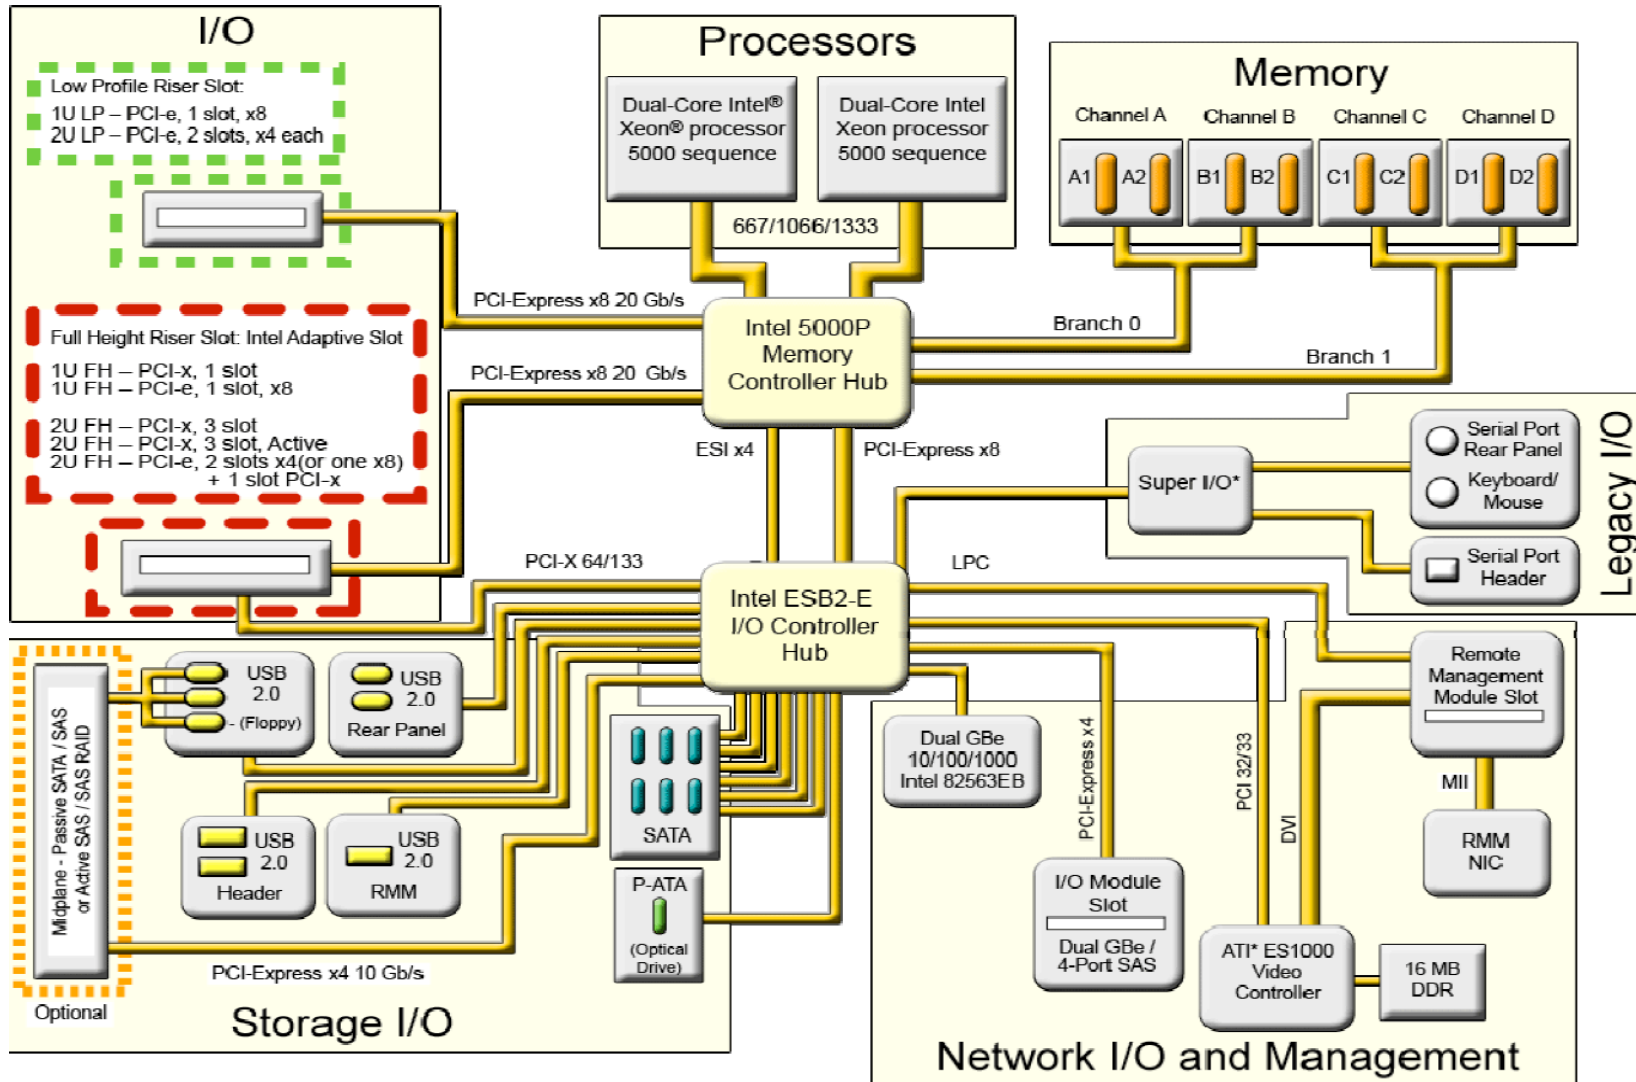 I/O
Low Profile Riser Slot:
1U LP – PCI-e, 1 slot, x8
2U LP – PCI-e, 2 slots, x4 each
Full Height Riser Slot: Intel Adaptive Slot
1U FH – PCI-x, 1 slot
1U FH – PCI-e, 1 slot, x8
2U FH – PCI-x, 3 slot
2U FH – PCI-x, 3 slot, Active
2U FH – PCI-e, 2 slots x4(or one x8)
+ 1 slot PCI-x
Processors
Dual-Core Intel®
Xeon® processor
5000 sequence
Dual-Core Intel
Xeon processor
5000 sequence
667/1066/1333
Memory
Channel A
Channel B
Channel C
Channel D
A1
A2
B1
B2
C1
C2
D1
D2
PCI-Express x8 20 Gb/s
PCI-Express x8 20 Gb/s
Intel 5000P
Memory
Controller Hub
Branch 0
Branch 1
ESI x4
PCI-Express x8
Super I/O*
Serial Port
Rear Panel
Keyboard/
Mouse
Serial Port
Header
Legacy I/O
PCI-X 64/133
LPC
Intel ESB2-E
I/O Controller
Hub
Midplane - Passive SATA / SAS
or Active SAS / SAS RAID
Optional
USB
2.0
- (Floppy)
USB
2.0
Rear Panel
USB
2.0
Header
USB
2.0
RMM
SATA
P-ATA
(Optical
Drive)
PCI-Express x4 10 Gb/s
Storage I/O
Dual GBe
10/100/1000
Intel 82563EB
PCI-Express x4
I/O Module
Slot
Dual GBe /
4-Port SAS
PCI 32/33
DVI
Remote
Management
Module Slot
MII
RMM
NIC
ATI* ES1000
Video
Controller
16 MB
DDR
Network I/O and Management